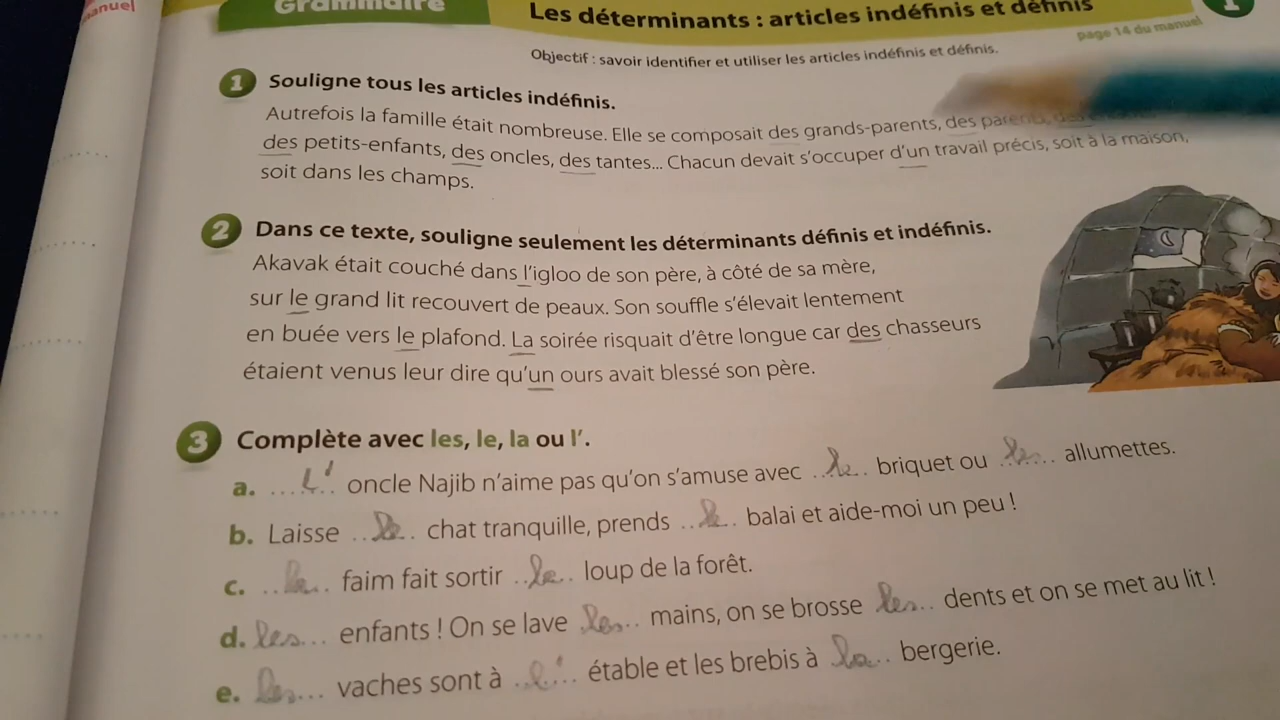 anuel
Grammaire
Les déterminants : articles indéfinis et définis
1
page 14 du manuel
Objectif : savoir identifier et utiliser les articles indéfinis et définis.
1 Souligne tous les articles indéfinis.
Autrefois la famille était nombreuse. Elle se composait des grands-parents, des parents, des
des petits-enfants, des oncles, des tantes... Chacun devait s'occuper d'un travail précis, soit à la maison,
soit dans les champs.
2 Dans ce texte, souligne seulement les déterminants définis et indéfinis.
Akavak était couché dans l'igloo de son père, à côté de sa mère,
sur le grand lit recouvert de peaux. Son souffle s'élevait lentement
en buée vers le plafond. La soirée risquait d'être longue car des chasseurs
étaient venus leur dire qu'un ours avait blessé son père.
3 Complète avec les, le, la ou l'.
a. ....L'.. oncle Najib n'aime pas qu'on s'amuse avec ..le.. briquet ou ..les.... allumettes.
b. Laisse ..le.. chat tranquille, prends ..le.. balai et aide-moi un peu !
c. ..la.. faim fait sortir ..le.. loup de la forêt.
d. les... enfants ! On se lave les.. mains, on se brosse les.. dents et on se met au lit !
e. les... vaches sont à ..l'.. étable et les brebis à la.. bergerie.